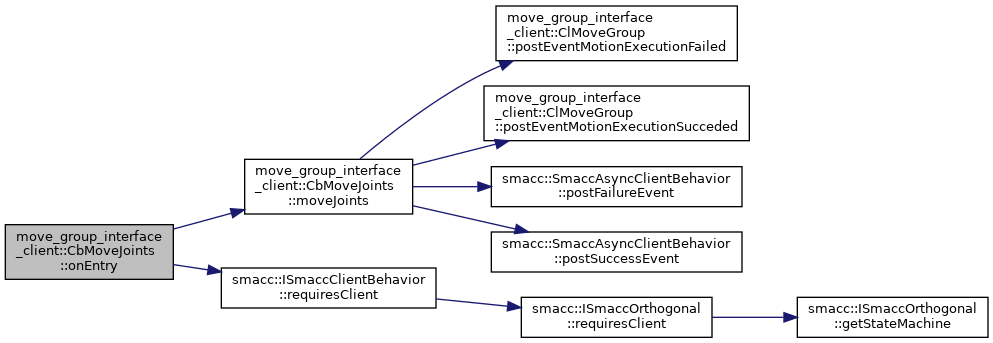 move_group_interface
_client::ClMoveGroup
::postEventMotionExecutionFailed
move_group_interface
_client::ClMoveGroup
::postEventMotionExecutionSucceded
move_group_interface
_client::CbMoveJoints
::moveJoints
smacc::SmaccAsyncClientBehavior
::postFailureEvent
move_group_interface
_client::CbMoveJoints
::onEntry
smacc::SmaccAsyncClientBehavior
::postSuccessEvent
smacc::ISmaccClientBehavior
::requiresClient
smacc::ISmaccOrthogonal
::requiresClient
smacc::ISmaccOrthogonal
::getStateMachine